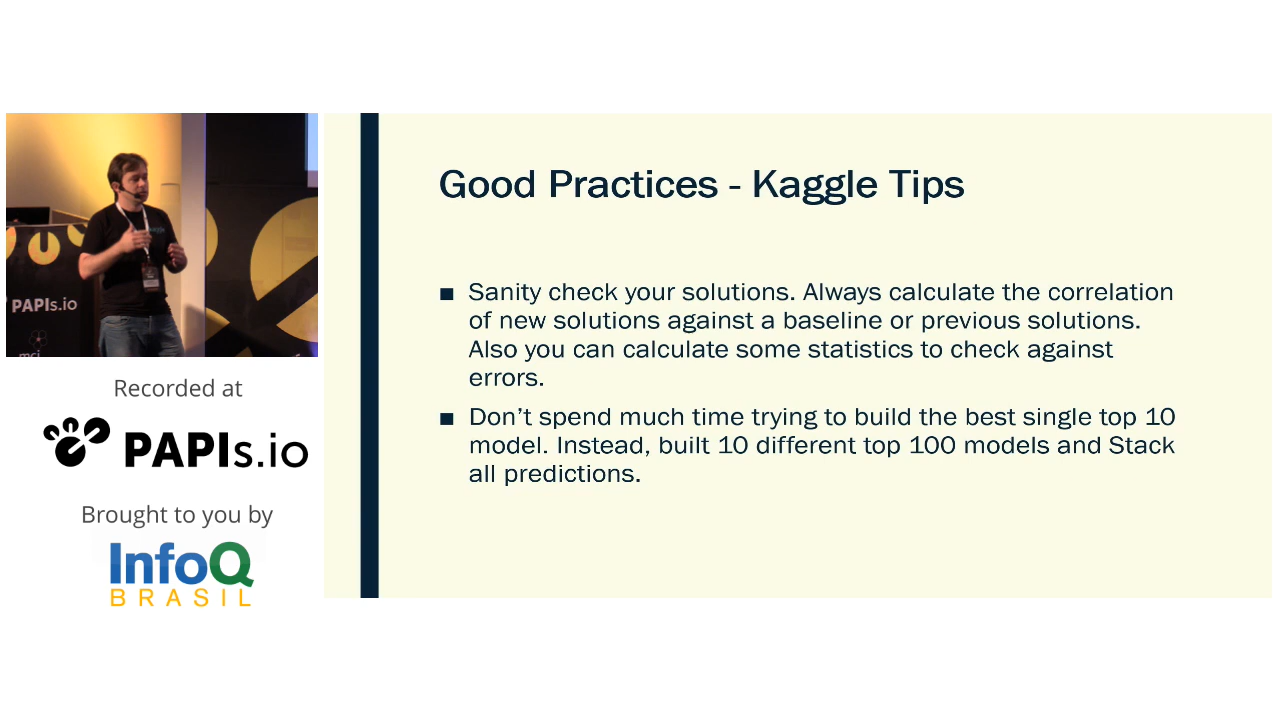 PAPIs.io
mci
Recorded at
PAPIs.io
Brought to you by
InfoQ
BRASIL
Good Practices - Kaggle Tips
■ Sanity check your solutions. Always calculate the correlation
of new solutions against a baseline or previous solutions.
Also you can calculate some statistics to check against
errors.
■ Don’t spend much time trying to build the best single top 10
model. Instead, built 10 different top 100 models and Stack
all predictions.